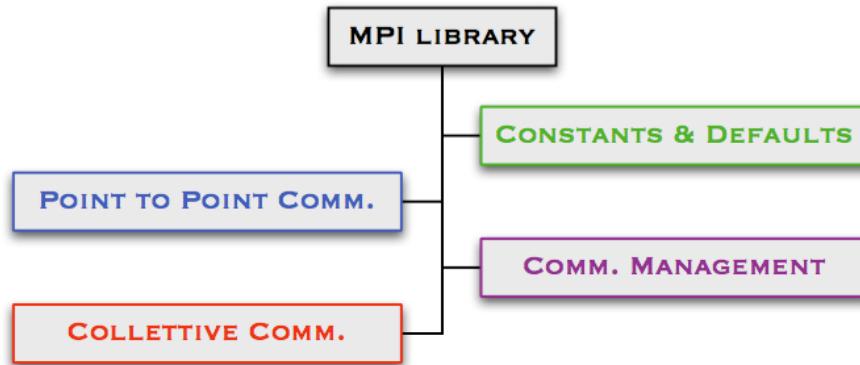 MPI LIBRARY
CONSTANTS & DEFAULTS
POINT TO POINT COMM.
COMM. MANAGEMENT
COLLETTIVE COMM.